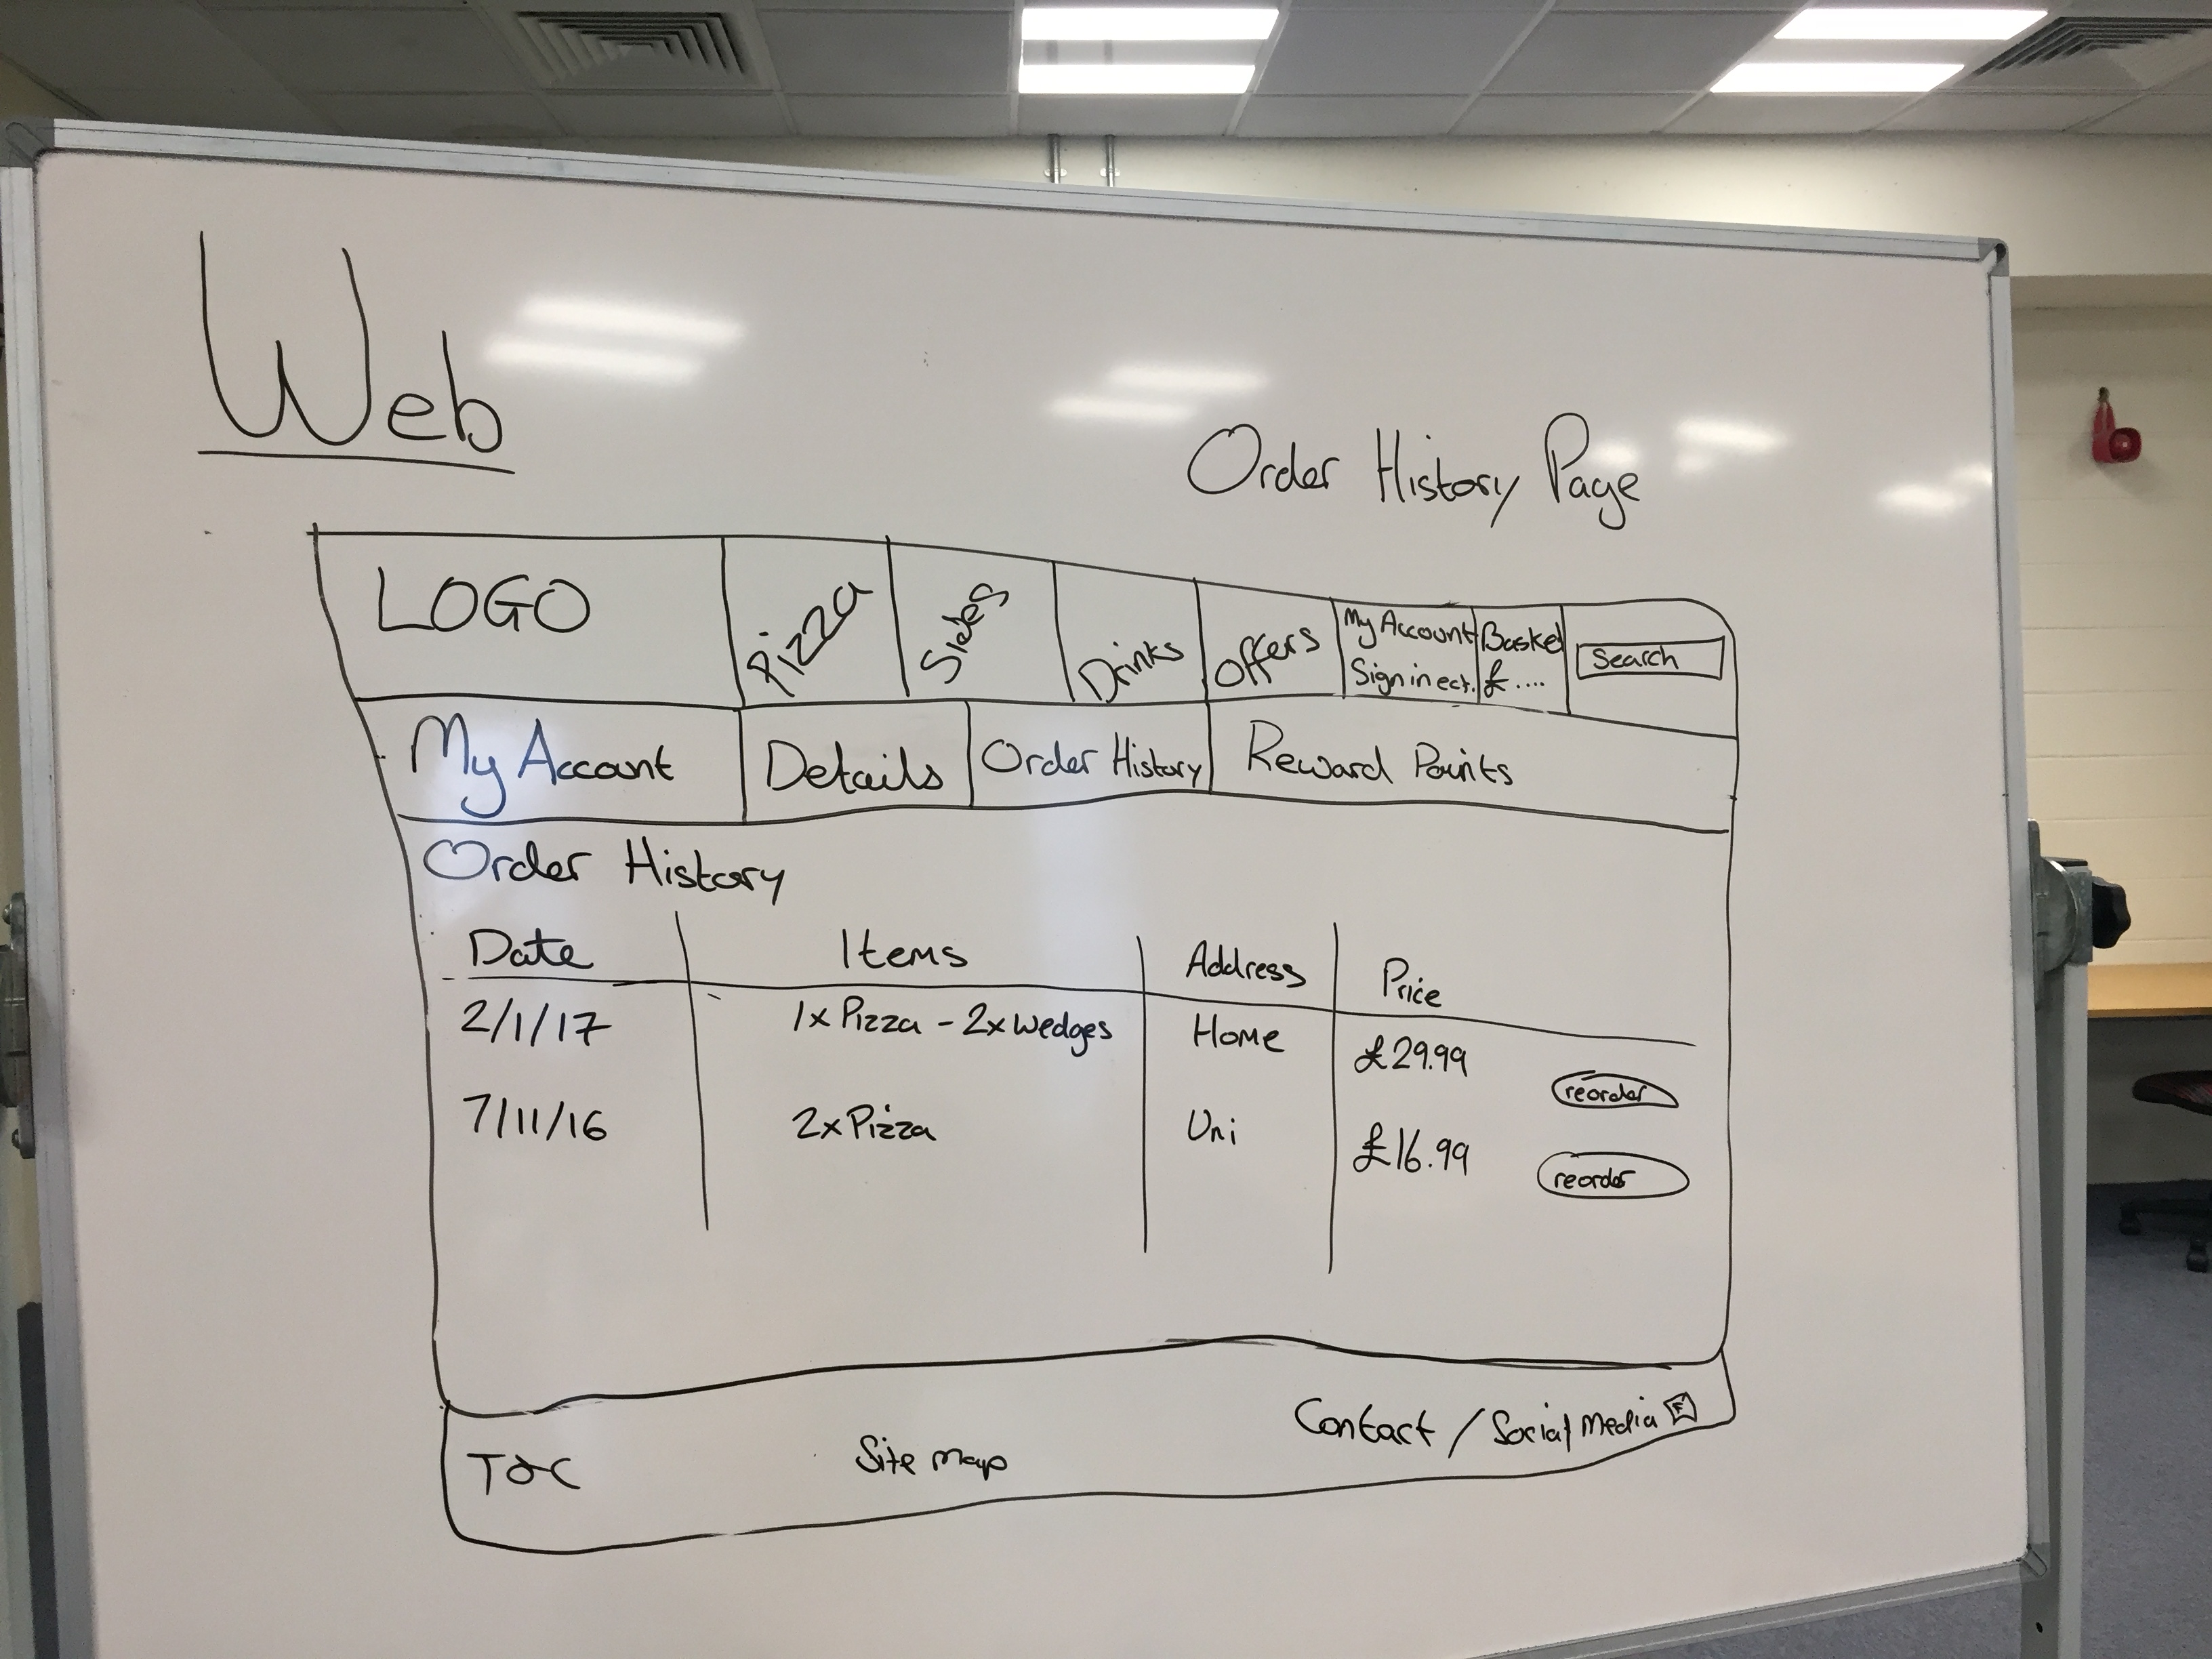 Web
Order History Page
LOGO Pizza Sides Drinks Offers My Account Basket Search
Sign in ect. £ ....
My Account Details Order History Reward Points
Order History
Date Items Address Price
2/1/17 1x Pizza - 2x Wedges Home £29.99 reorder
7/11/16 2x Pizza Uni £16.99 reorder
T&C Site Map Contact / Social Media F